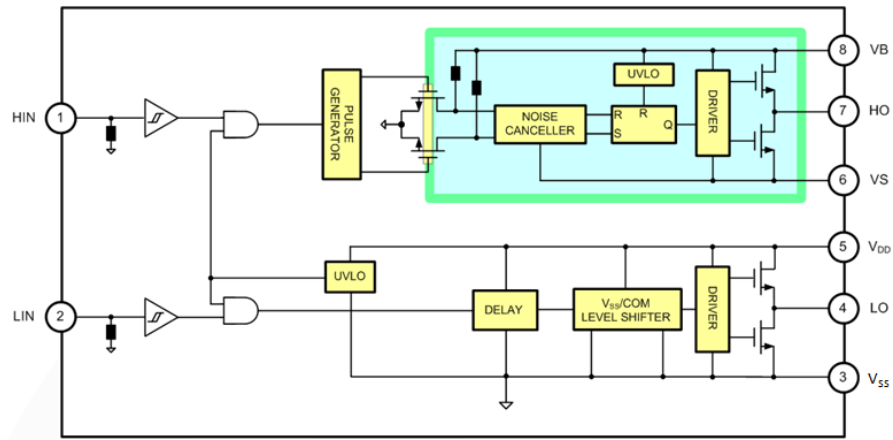 8 VB
UVLO
HIN 1
PULSE
GENERATOR
NOISE
CANCELLER
R R
S Q
DRIVER
7 HO
6 VS
5 VDD
UVLO
LIN 2
DELAY
VSS/COM
LEVEL SHIFTER
DRIVER
4 LO
3 VSS